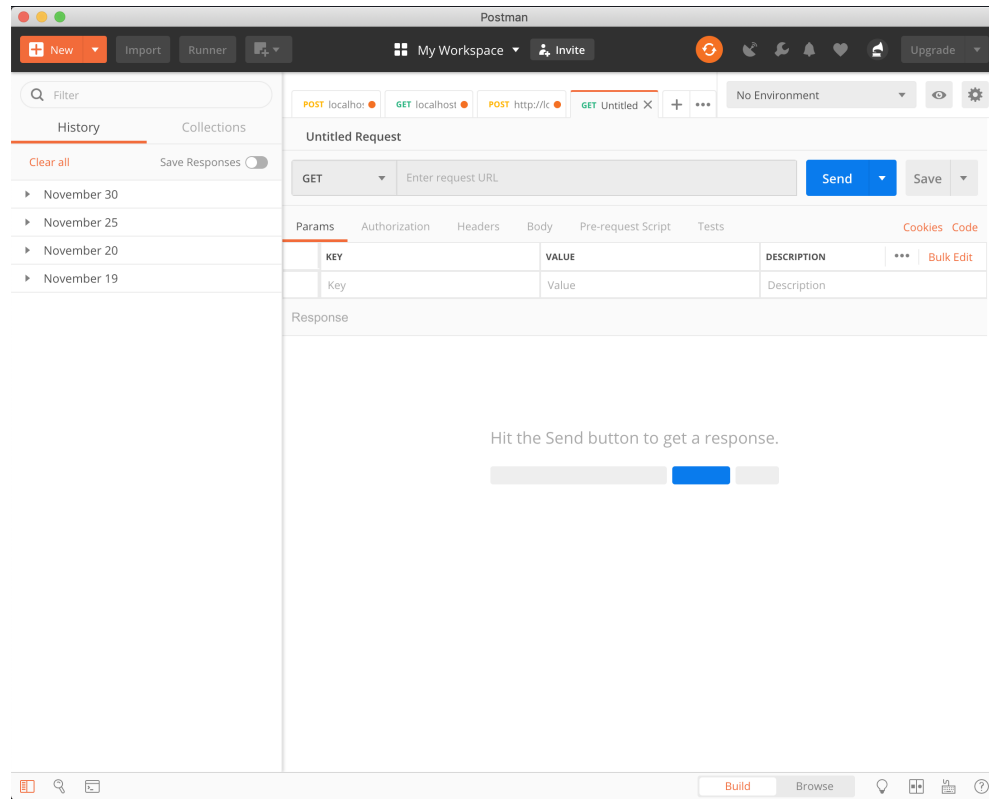 Postman
New Import Runner My Workspace Invite Upgrade
Filter
History Collections
Clear all Save Responses
November 30
November 25
November 20
November 19
POST localhos GET localhost POST http://lc GET Untitled No Environment
Untitled Request
GET Enter request URL Send Save
Params Authorization Headers Body Pre-request Script Tests Cookies Code
KEY VALUE DESCRIPTION Bulk Edit
Key Value Description
Response
Hit the Send button to get a response.
Build Browse